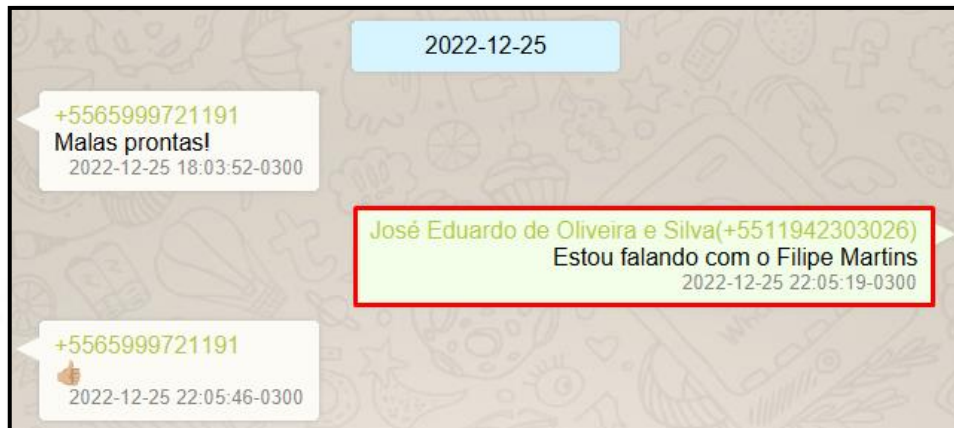 2022-12-25
+5565999721191
Malas prontas!
2022-12-25 18:03:52-0300
José Eduardo de Oliveira e Silva(+5511942303026)
Estou falando com o Filipe Martins
2022-12-25 22:05:19-0300
+5565999721191
👍🏼
2022-12-25 22:05:46-0300